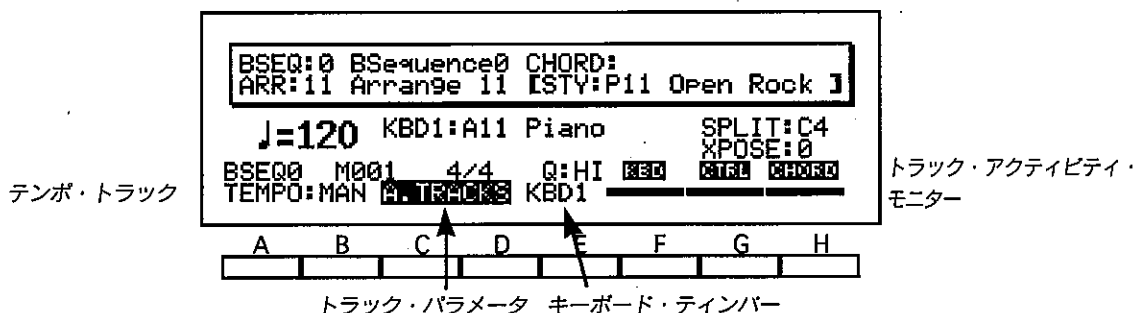 BSEQ:0 BSequence0 CHORD:
ARR:11 Arrange 11 [STY:P11 Open Rock ]
♩=120 KBD1:A11 Piano SPLIT:C4
XPOSE:0
BSEQ0 M001 4/4 Q:HI KBD CTRL CHORD
TEMPO:MAN A.TRACKS KBD1
テンポ・トラック
トラック・アクティビティ・
モニター
A B C D E F G H
トラック・パラメータ キーボード・ティンバー